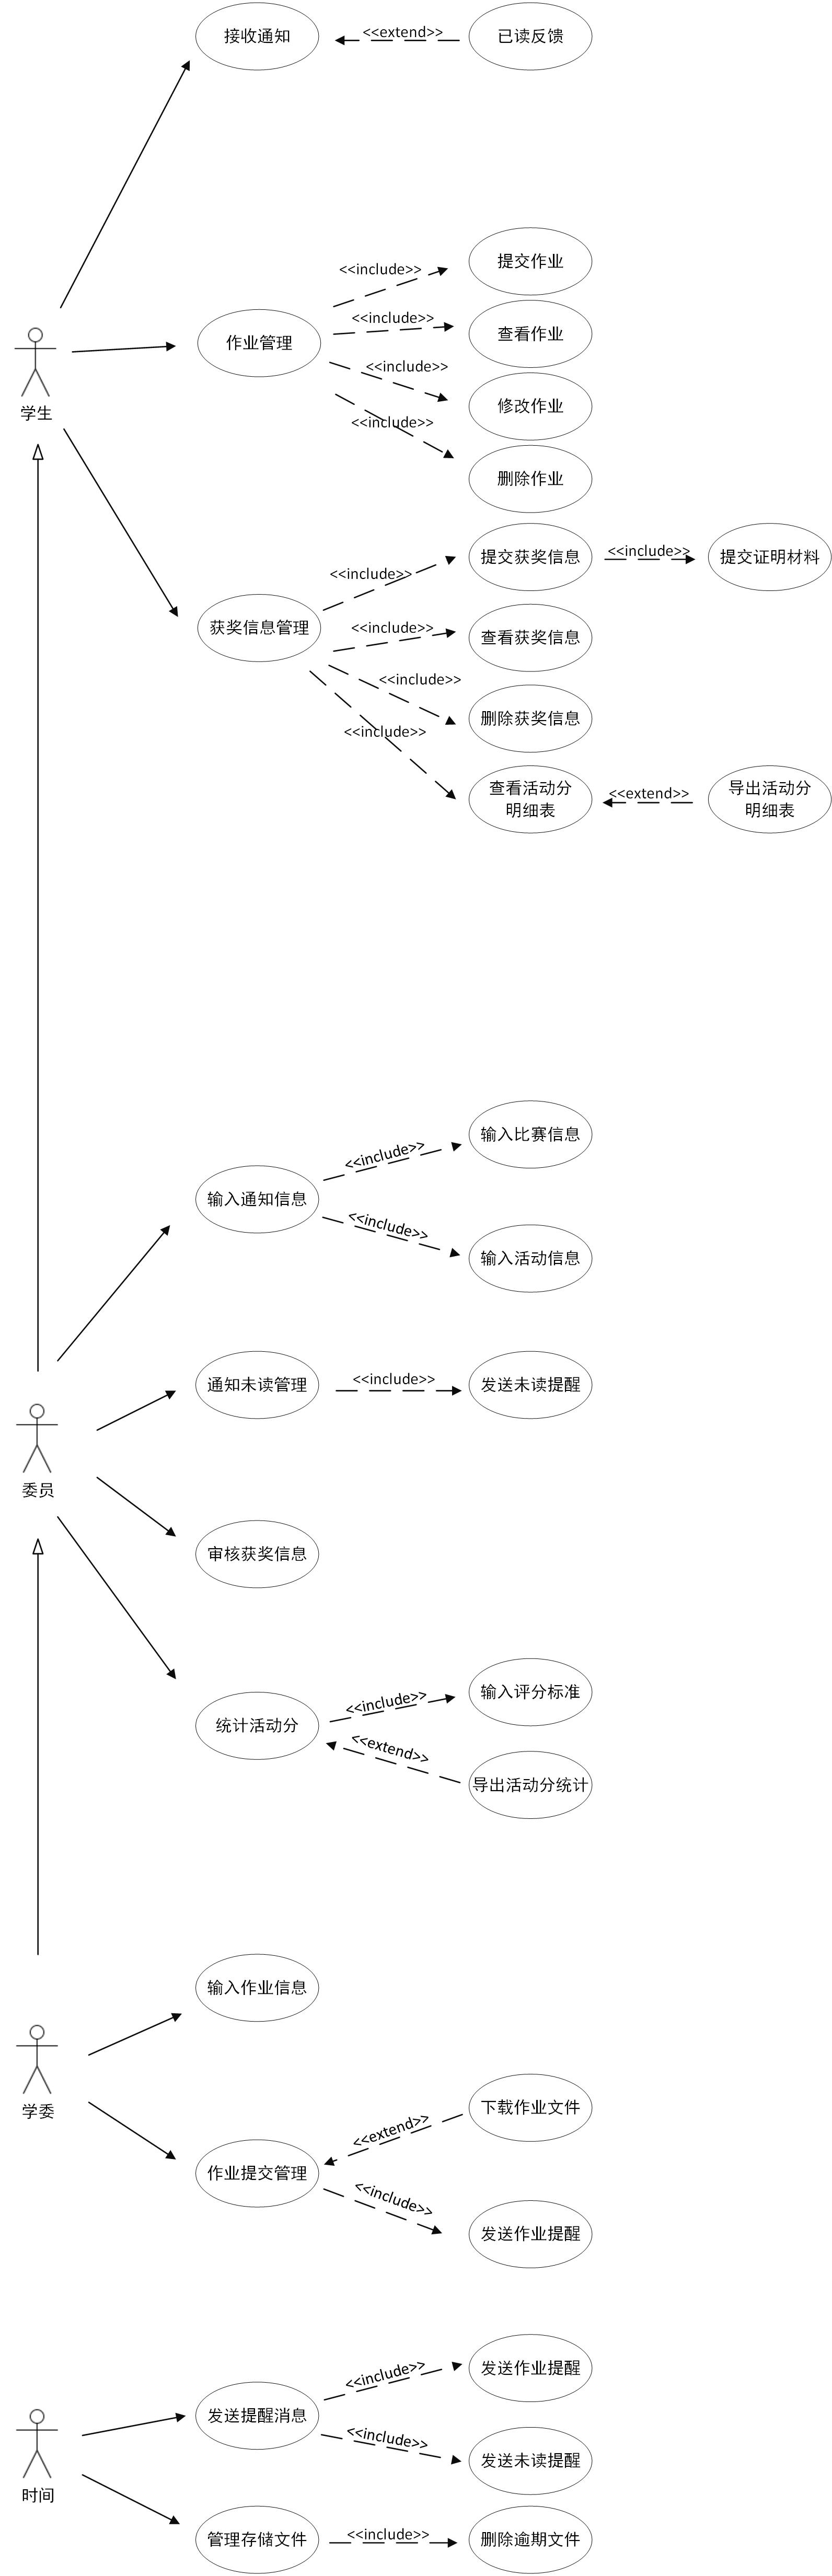 接收通知
<<extend>>
已读反馈
提交作业
<<include>>
查看作业
<<include>>
作业管理
<<include>>
修改作业
学生
<<include>>
删除作业
提交获奖信息
<<include>>
提交证明材料
<<include>>
获奖信息管理
<<include>>
查看获奖信息
<<include>>
删除获奖信息
<<include>>
查看活动分
明细表
<<extend>>
导出活动分
明细表
输入比赛信息
<<include>>
输入通知信息
<<include>>
输入活动信息
通知未读管理
<<include>>
发送未读提醒
委员
审核获奖信息
输入评分标准
<<include>>
统计活动分
<<extend>>
导出活动分统计
输入作业信息
学委
下载作业文件
<<extend>>
作业提交管理
<<include>>
发送作业提醒
发送作业提醒
<<include>>
发送提醒消息
<<include>>
发送未读提醒
时间
管理存储文件
<<include>>
删除逾期文件